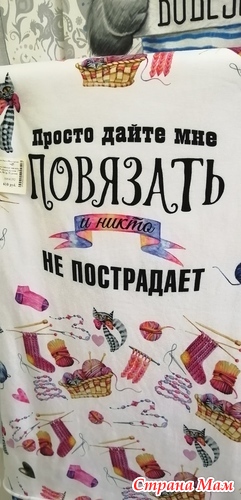 Просто дайте мне
ПОВЯЗАТЬ
и никто
НЕ ПОСТРАДАЕТ
Страна Мам